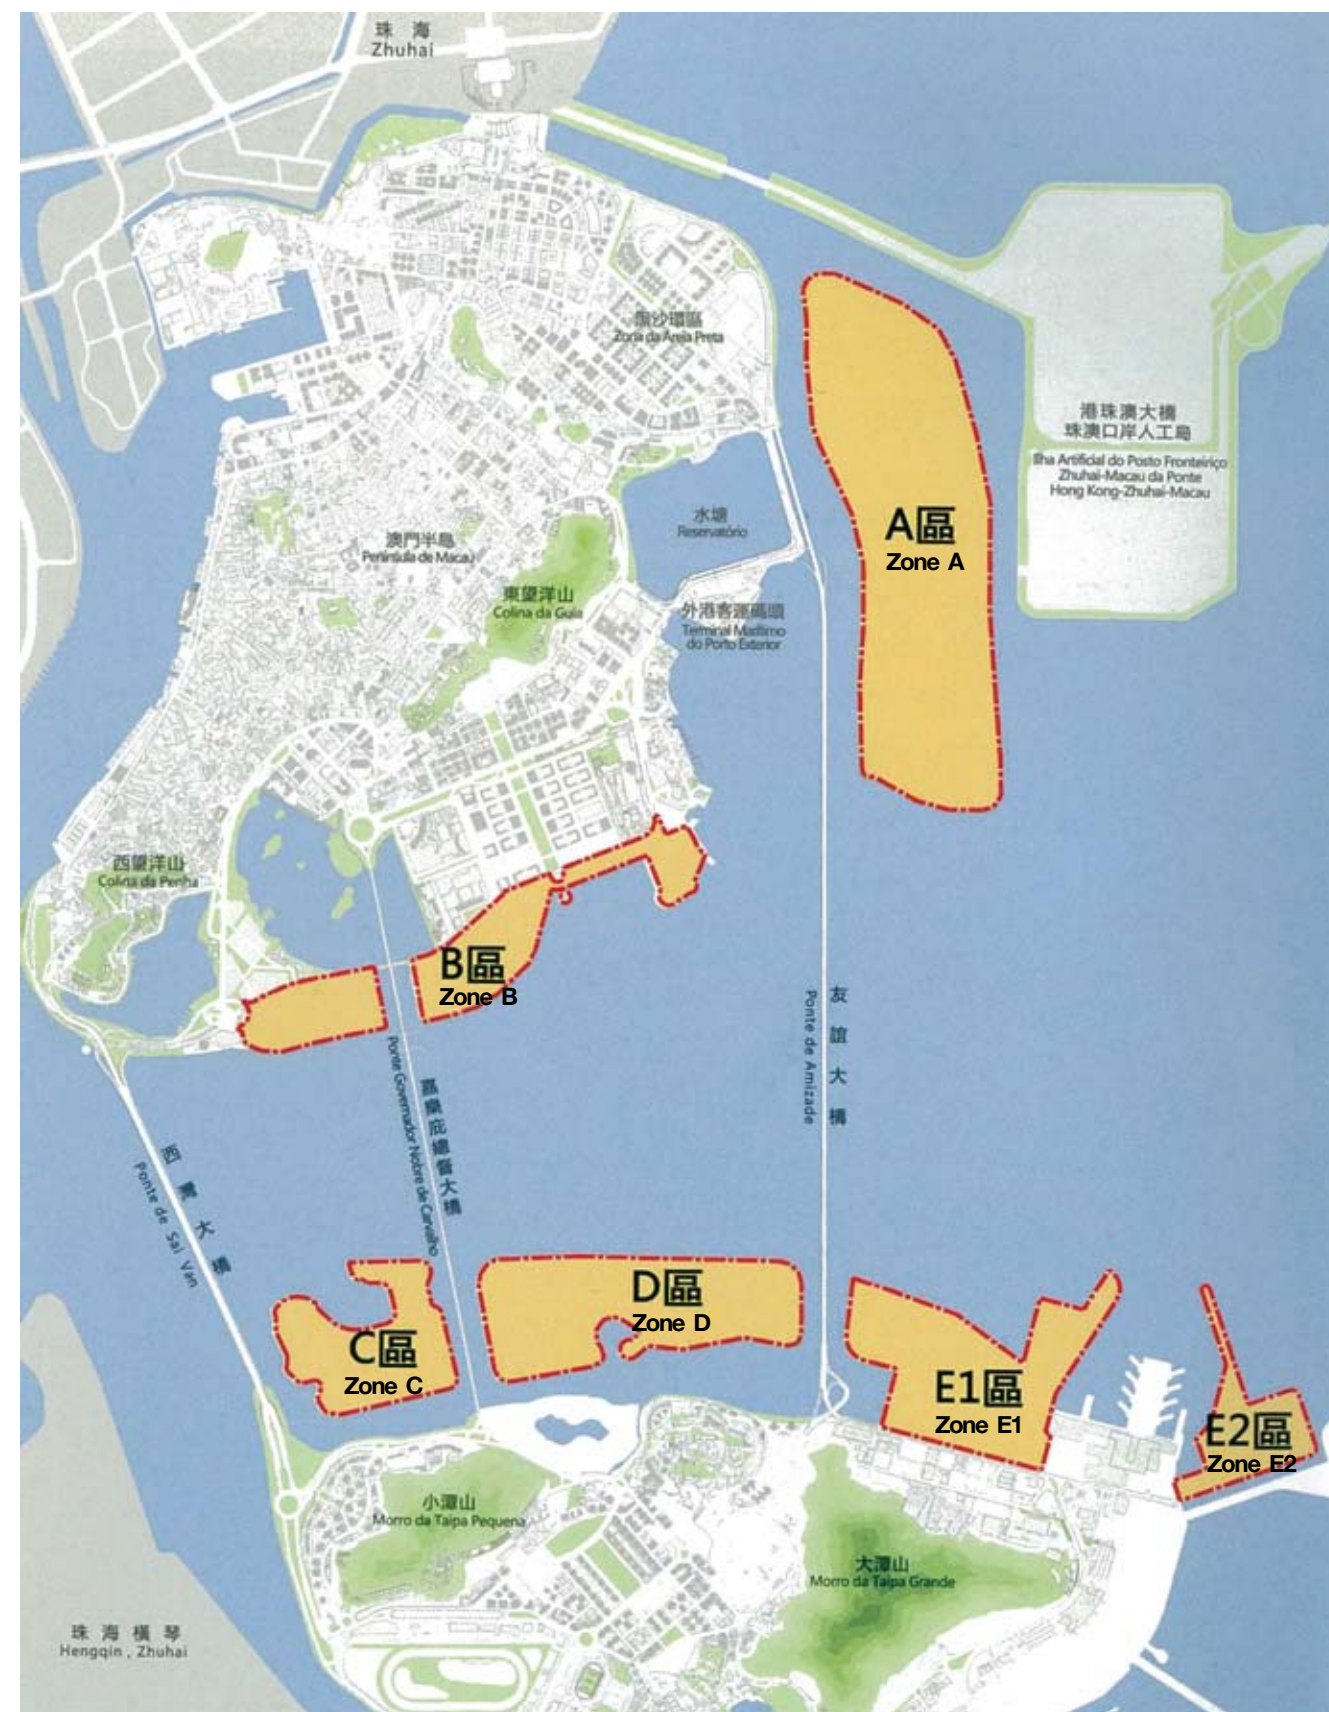 珠海
Zhuhai
黑沙環區
Zona da Areia Preta
港珠澳大橋
珠澳口岸人工島
Ilha Artificial do Posto Fronteiriço
Zhuhai-Macau da Ponte
Hong Kong-Zhuhai-Macau
A區
Zone A
水塘
Reservatório
澳門半島
Península de Macau
東望洋山
Colina da Guia
外港客運碼頭
Terminal Marítimo
do Porto Exterior
西望洋山
Colina da Penha
B區
Zone B
友誼大橋
Ponte de Amizade
嘉樂庇總督大橋
Ponte Governador Nobre de Carvalho
西灣大橋
Ponte de Sai Van
C區
Zone C
D區
Zone D
E1區
Zone E1
E2區
Zone E2
小潭山
Morro da Taipa Pequena
大潭山
Morro da Taipa Grande
珠海橫琴
Hengqin, Zhuhai